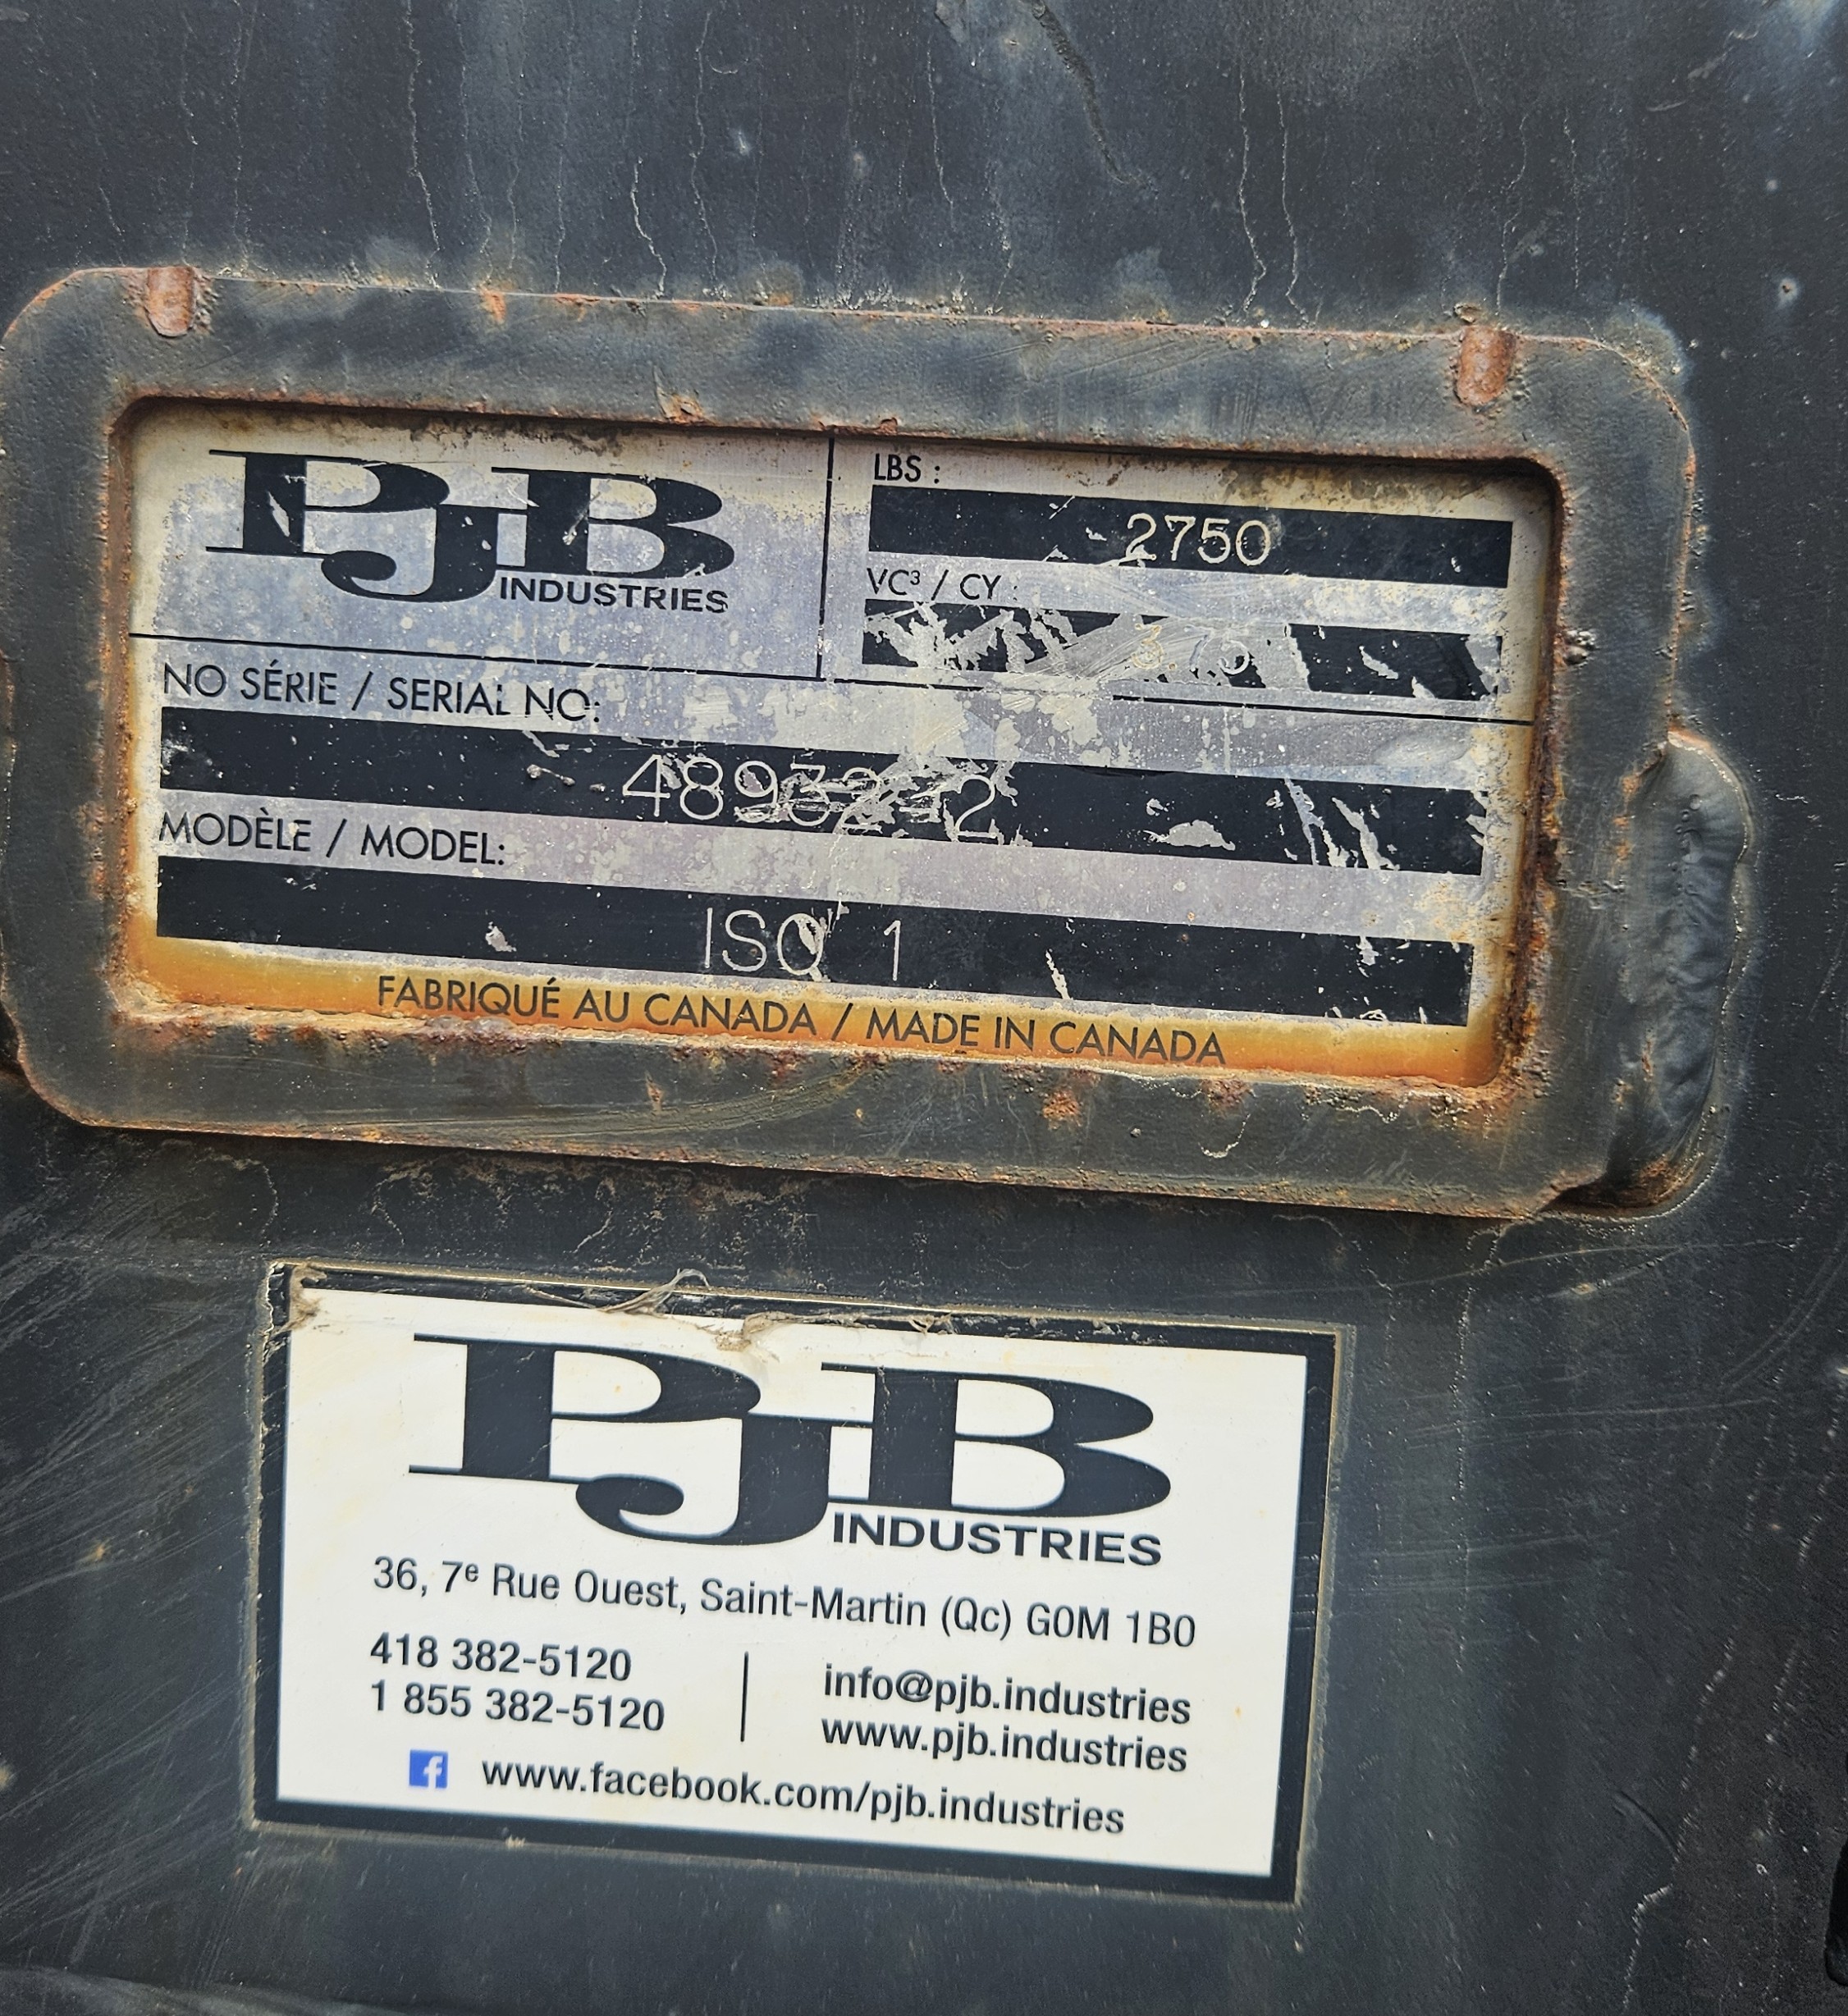 PJB
INDUSTRIES
LBS :
2750
VC³ / CY :
NO SÉRIE / SERIAL NO:
48932-2
MODÈLE / MODEL:
ISO 1
FABRIQUÉ AU CANADA / MADE IN CANADA
PJB
INDUSTRIES
36, 7e Rue Ouest, Saint-Martin (Qc) G0M 1B0
418 382-5120
1 855 382-5120
info@pjb.industries
www.pjb.industries
www.facebook.com/pjb.industries